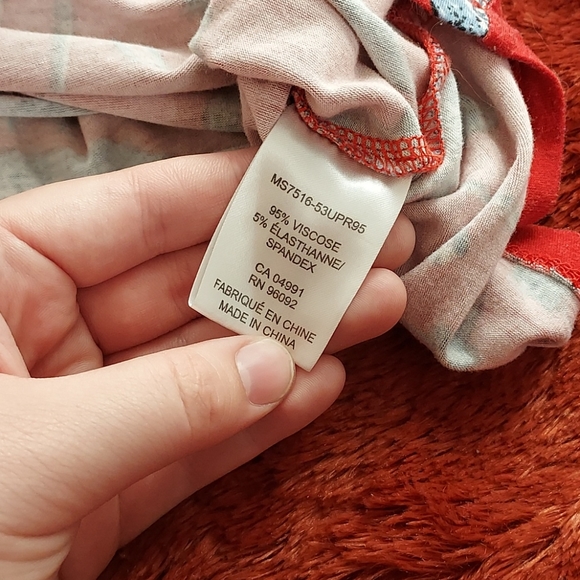 MS7516-53UPR95
95% VISCOSE
5% ÉLASTHANNE/
SPANDEX
CA 04991
RN 96092
FABRIQUÉ EN CHINE
MADE IN CHINA